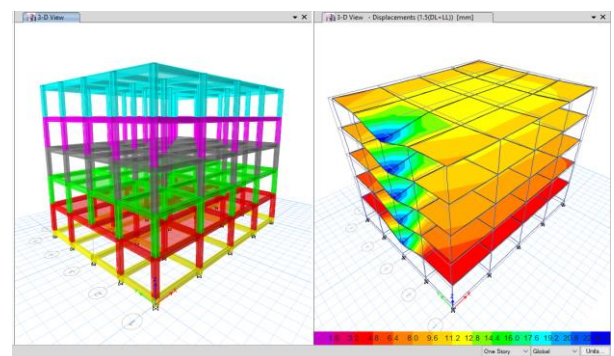 3-D View
3-D View - Displacements (1.5(DL+LL)) [mm]
8.0 9.6 11.2 12.8 14.4 16.0 17.6 19.2
One Story Global Units...